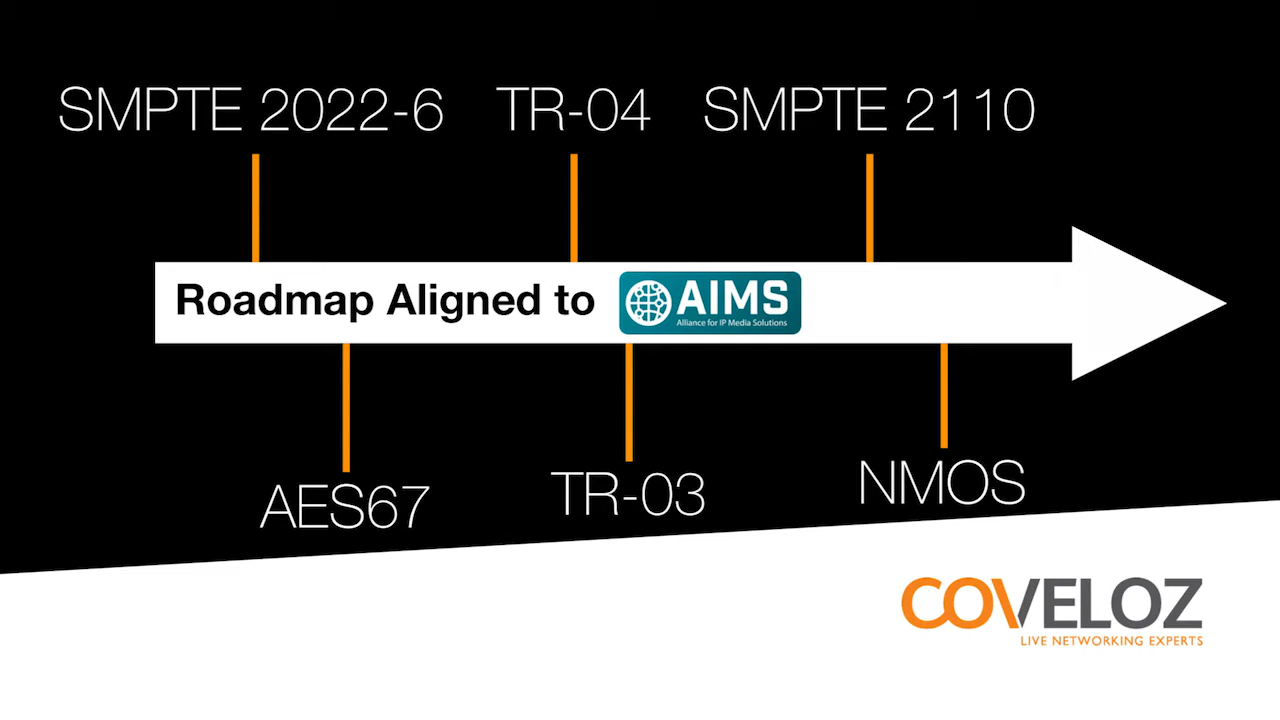 SMPTE 2022-6 TR-04 SMPTE 2110
Roadmap Aligned to AIMS
Alliance for IP Media Solutions
AES67 TR-03 NMOS
COVELOZ
LIVE NETWORKING EXPERTS